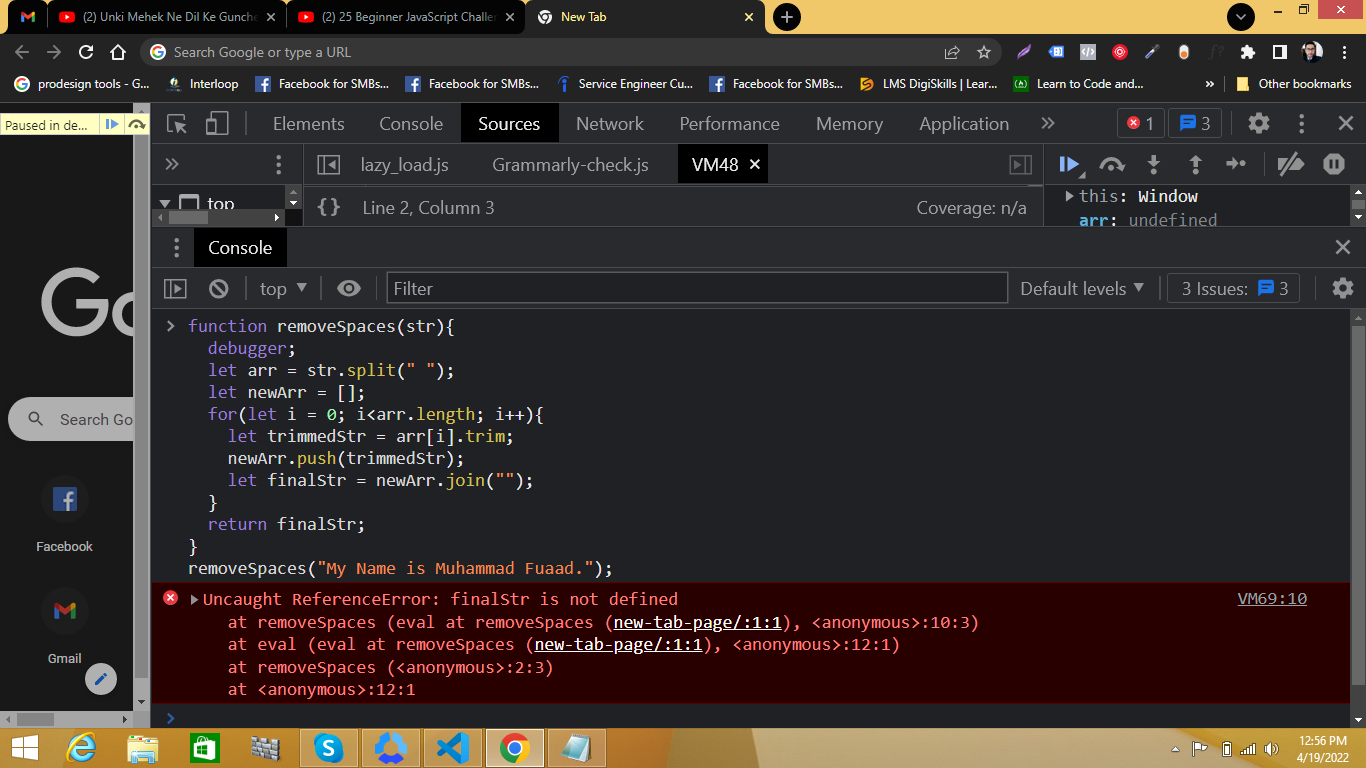 (2) Unki Mehek Ne Dil Ke Gunche
(2) 25 Beginner JavaScript Challen
New Tab
Search Google or type a URL
prodesign tools - G...
Interloop
Facebook for SMBs...
Facebook for SMBs...
Service Engineer Cu...
Facebook for SMBs...
LMS DigiSkills | Lear...
Learn to Code and...
»
Other bookmarks
Paused in de...
Elements
Console
Sources
Network
Performance
Memory
Application
»
1
3
»
lazy_load.js
Grammarly-check.js
VM48
top
{}
Line 2, Column 3
Coverage: n/a
this: Window
arr: undefined
Console
top
Filter
Default levels
3 Issues:
3
function removeSpaces(str){
debugger;
let arr = str.split(" ");
let newArr = [];
for(let i = 0; i<arr.length; i++){
let trimmedStr = arr[i].trim;
newArr.push(trimmedStr);
let finalStr = newArr.join("");
}
return finalStr;
}
removeSpaces("My Name is Muhammad Fuaad.");
Uncaught ReferenceError: finalStr is not defined
VM69:10
at removeSpaces (eval at removeSpaces (new-tab-page/:1:1), <anonymous>:10:3)
at eval (eval at removeSpaces (new-tab-page/:1:1), <anonymous>:12:1)
at removeSpaces (<anonymous>:2:3)
at <anonymous>:12:1
Go
Search Go
Facebook
Gmail
12:56 PM
4/19/2022